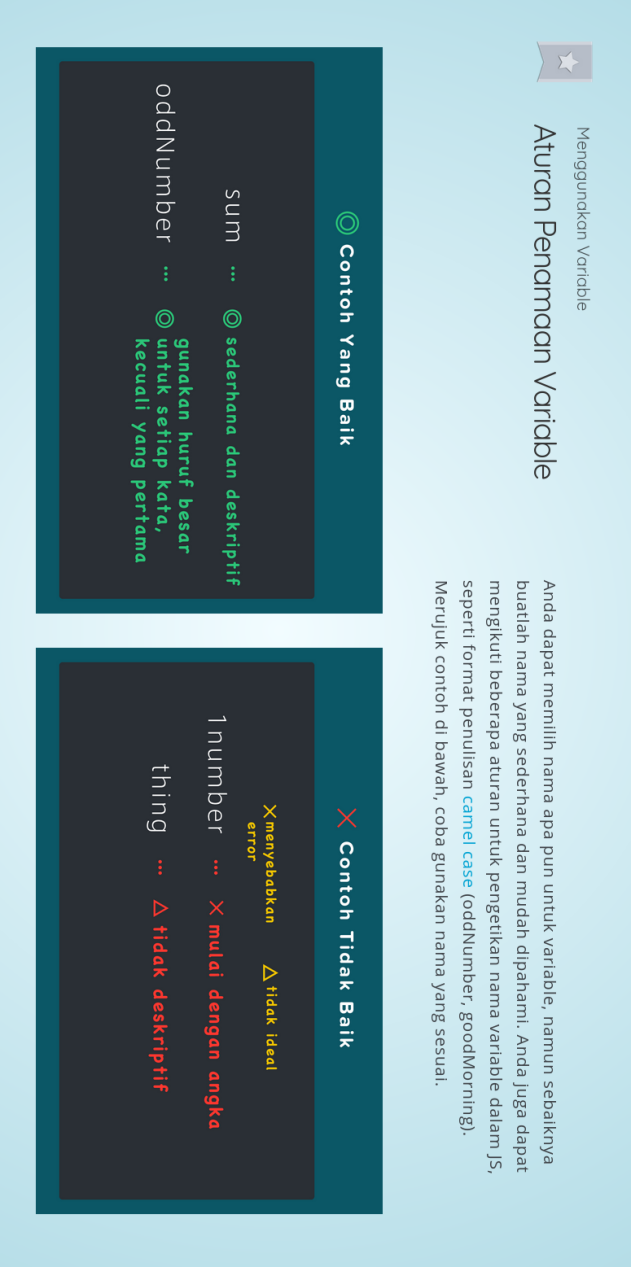 Menggunakan Variable
Aturan Penamaan Variable
Anda dapat memilih nama apa pun untuk variable, namun sebaiknya
buatlah nama yang sederhana dan mudah dipahami. Anda juga dapat
mengikuti beberapa aturan untuk pengetikan nama variable dalam JS,
seperti format penulisan camel case (oddNumber, goodMorning).
Merujuk contoh di bawah, coba gunakan nama yang sesuai.
◎ Contoh Yang Baik
sum ... ◎ sederhana dan deskriptif
oddNumber ... ◎ gunakan huruf besar
untuk setiap kata,
kecuali yang pertama
× Contoh Tidak Baik
× menyebabkan
error
△ tidak ideal
1number ... × mulai dengan angka
thing ... △ tidak deskriptif